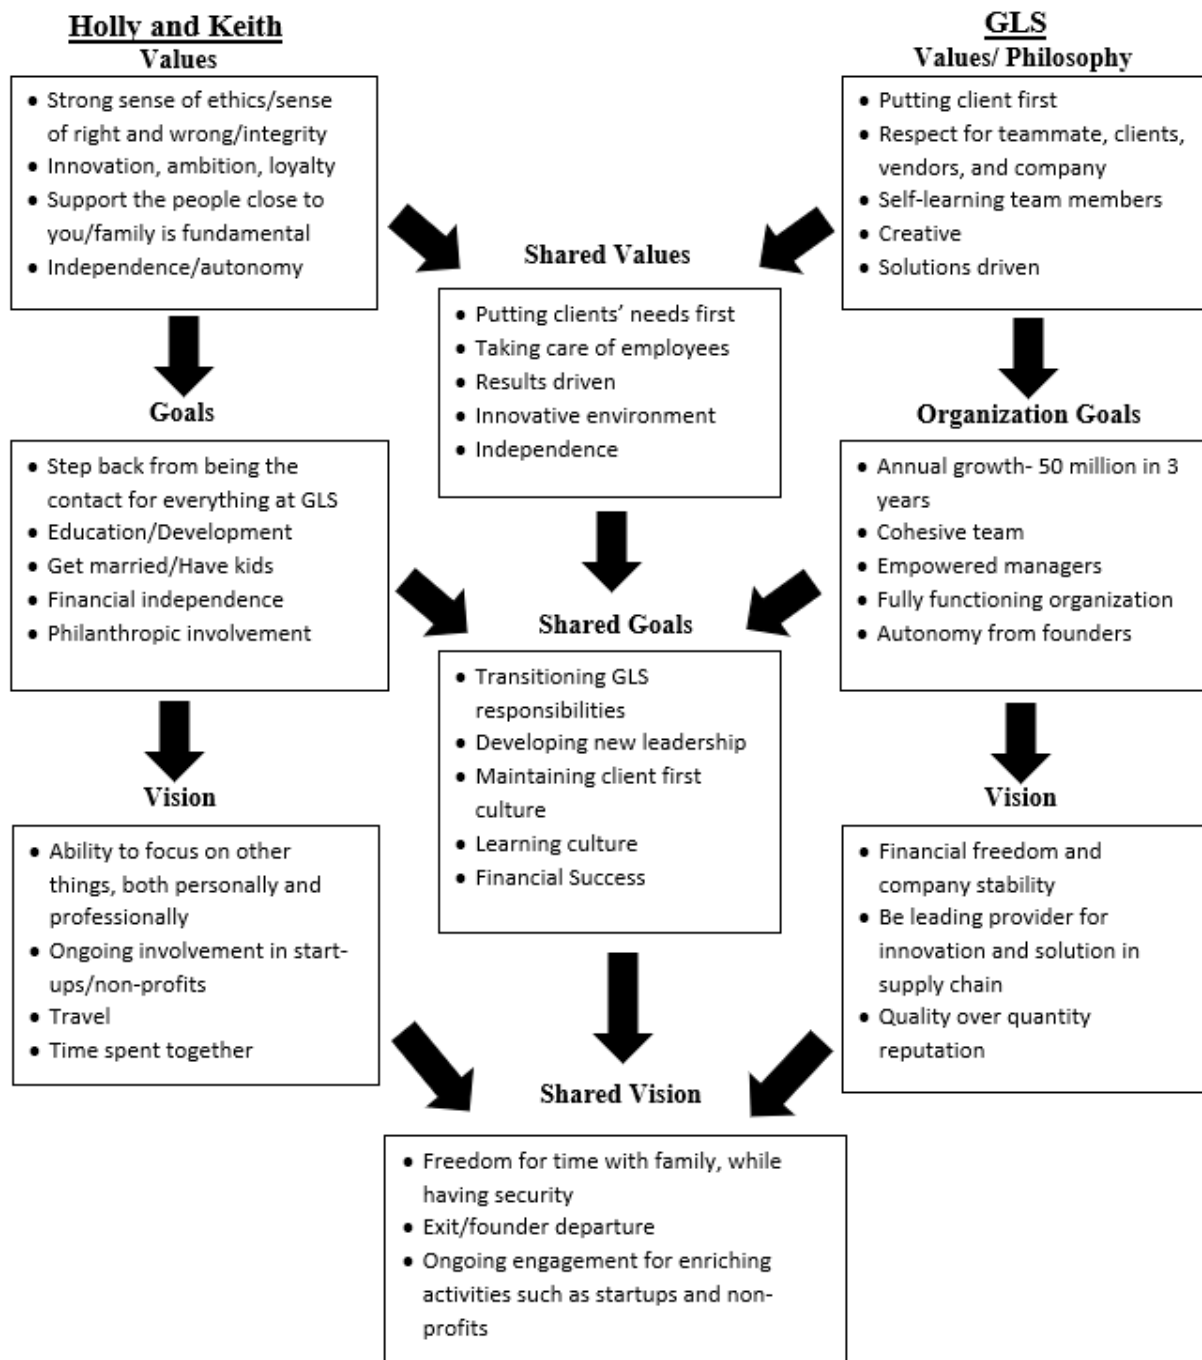 Holly and Keith
Values
• Strong sense of ethics/sense
of right and wrong/integrity
• Innovation, ambition, loyalty
• Support the people close to
you/family is fundamental
• Independence/autonomy
GLS
Values/ Philosophy
• Putting client first
• Respect for teammate, clients,
vendors, and company
• Self-learning team members
• Creative
• Solutions driven
Shared Values
• Putting clients’ needs first
• Taking care of employees
• Results driven
• Innovative environment
• Independence
Goals
• Step back from being the
contact for everything at GLS
• Education/Development
• Get married/Have kids
• Financial independence
• Philanthropic involvement
Organization Goals
• Annual growth- 50 million in 3
years
• Cohesive team
• Empowered managers
• Fully functioning organization
• Autonomy from founders
Shared Goals
• Transitioning GLS
responsibilities
• Developing new leadership
• Maintaining client first
culture
• Learning culture
• Financial Success
Vision
• Ability to focus on other
things, both personally and
professionally
• Ongoing involvement in start-
ups/non-profits
• Travel
• Time spent together
Vision
• Financial freedom and
company stability
• Be leading provider for
innovation and solution in
supply chain
• Quality over quantity
reputation
Shared Vision
• Freedom for time with family, while
having security
• Exit/founder departure
• Ongoing engagement for enriching
activities such as startups and non-
profits